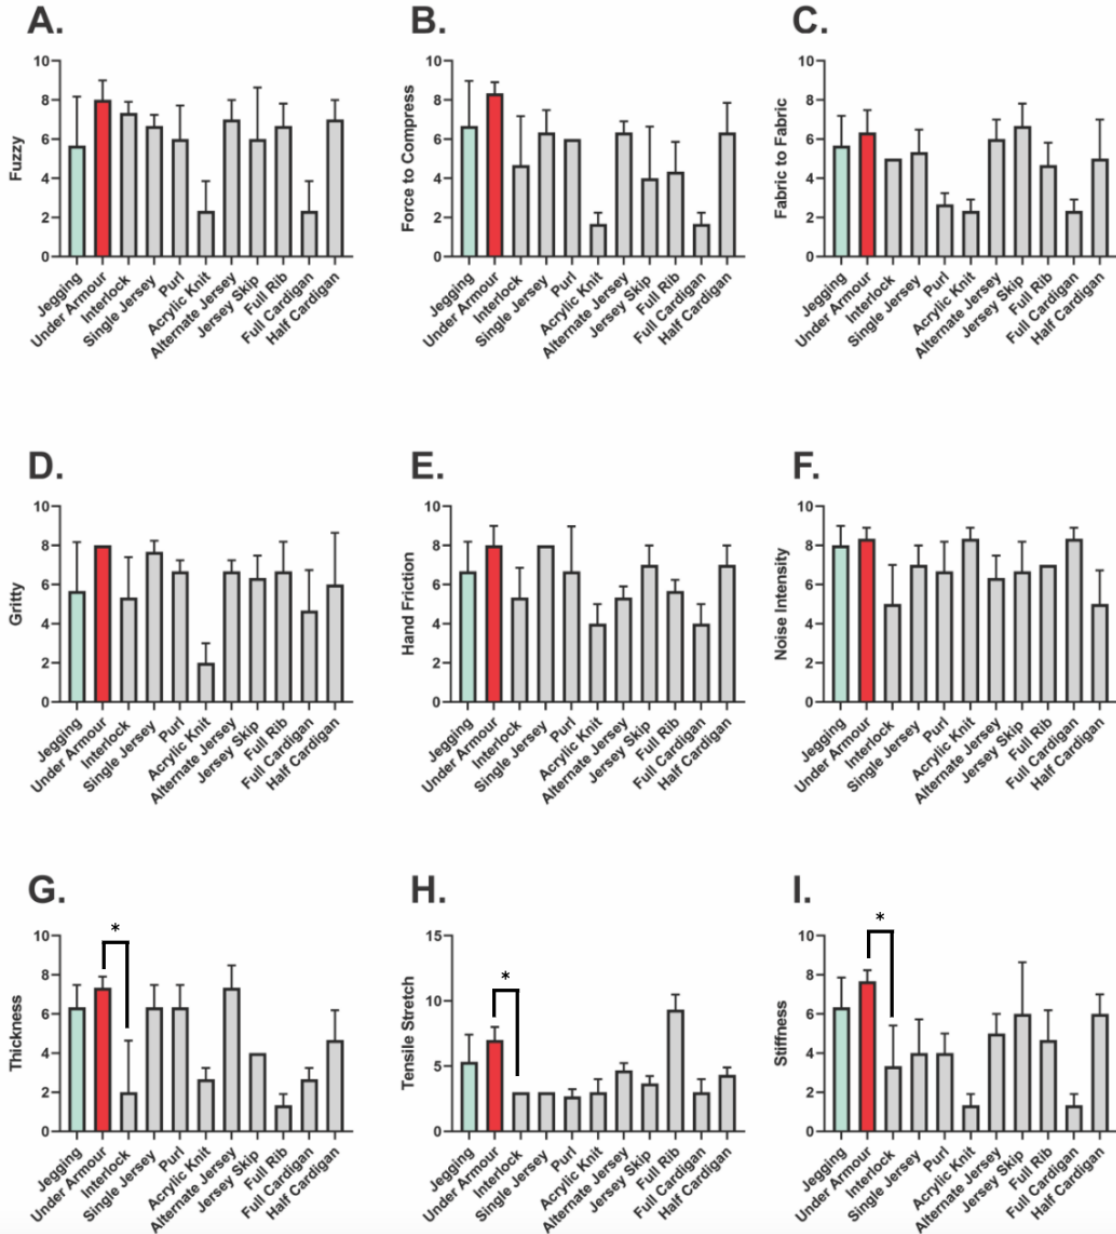 A.
Fuzzy
10
8
6
4
2
0
Jegging
Under Armour
Interlock
Single Jersey
Purl
Acrylic Knit
Alternate Jersey
Jersey Skip
Full Rib
Full Cardigan
Half Cardigan
B.
Force to Compress
10
8
6
4
2
0
Jegging
Under Armour
Interlock
Single Jersey
Purl
Acrylic Knit
Alternate Jersey
Jersey Skip
Full Rib
Full Cardigan
Half Cardigan
C.
Fabric to Fabric
10
8
6
4
2
0
Jegging
Under Armour
Interlock
Single Jersey
Purl
Acrylic Knit
Alternate Jersey
Jersey Skip
Full Rib
Full Cardigan
Half Cardigan
D.
Gritty
10
8
6
4
2
0
Jegging
Under Armour
Interlock
Single Jersey
Purl
Acrylic Knit
Alternate Jersey
Jersey Skip
Full Rib
Full Cardigan
Half Cardigan
E.
Hand Friction
10
8
6
4
2
0
Jegging
Under Armour
Interlock
Single Jersey
Purl
Acrylic Knit
Alternate Jersey
Jersey Skip
Full Rib
Full Cardigan
Half Cardigan
F.
Noise Intensity
10
8
6
4
2
0
Jegging
Under Armour
Interlock
Single Jersey
Purl
Acrylic Knit
Alternate Jersey
Jersey Skip
Full Rib
Full Cardigan
Half Cardigan
G.
Thickness
10
8
6
4
2
0
*
Jegging
Under Armour
Interlock
Single Jersey
Purl
Acrylic Knit
Alternate Jersey
Jersey Skip
Full Rib
Full Cardigan
Half Cardigan
H.
Tensile Stretch
15
10
5
0
*
Jegging
Under Armour
Interlock
Single Jersey
Purl
Acrylic Knit
Alternate Jersey
Jersey Skip
Full Rib
Full Cardigan
Half Cardigan
I.
Stiffness
10
8
6
4
2
0
*
Jegging
Under Armour
Interlock
Single Jersey
Purl
Acrylic Knit
Alternate Jersey
Jersey Skip
Full Rib
Full Cardigan
Half Cardigan